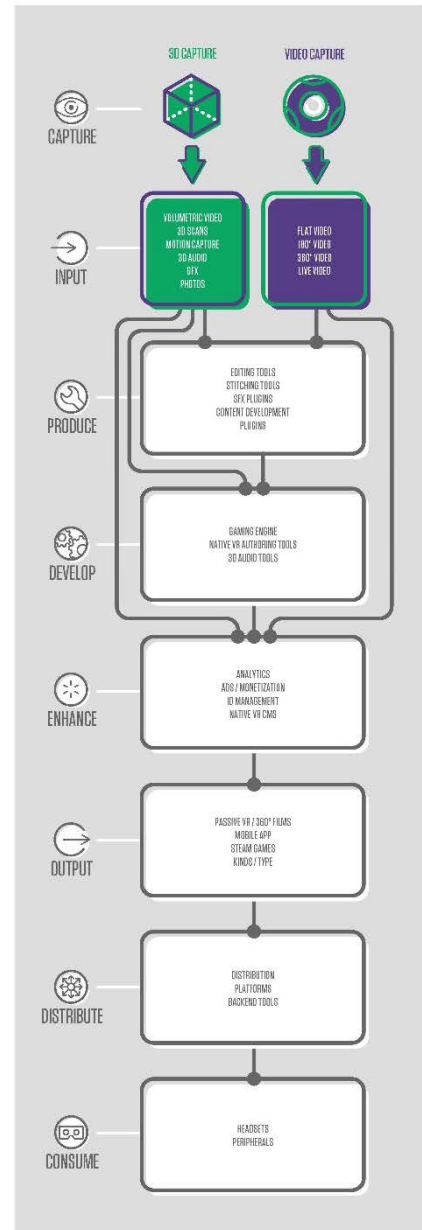 3D CAPTURE
VIDEO CAPTURE
CAPTURE
VOLUMETRIC VIDEO
3D SCANS
MOTION CAPTURE
3D AUDIO
GFX
PHOTOS
FLAT VIDEO
180° VIDEO
360° VIDEO
LIVE VIDEO
INPUT
EDITING TOOLS
STITCHING TOOLS
SFX PLUGINS
CONTENT DEVELOPMENT
PLUGINS
PRODUCE
GAMING ENGINE
NATIVE VR AUTHORING TOOLS
3D AUDIO TOOLS
DEVELOP
ANALYTICS
ADS / MONETIZATION
ID MANAGEMENT
NATIVE VR CMS
ENHANCE
PASSIVE VR / 360° FILMS
MOBILE APP
STEAM GAMES
KINDS / TYPE
OUTPUT
DISTRIBUTION
PLATFORMS
BACKEND TOOLS
DISTRIBUTE
HEADSETS
PERIPHERALS
CONSUME